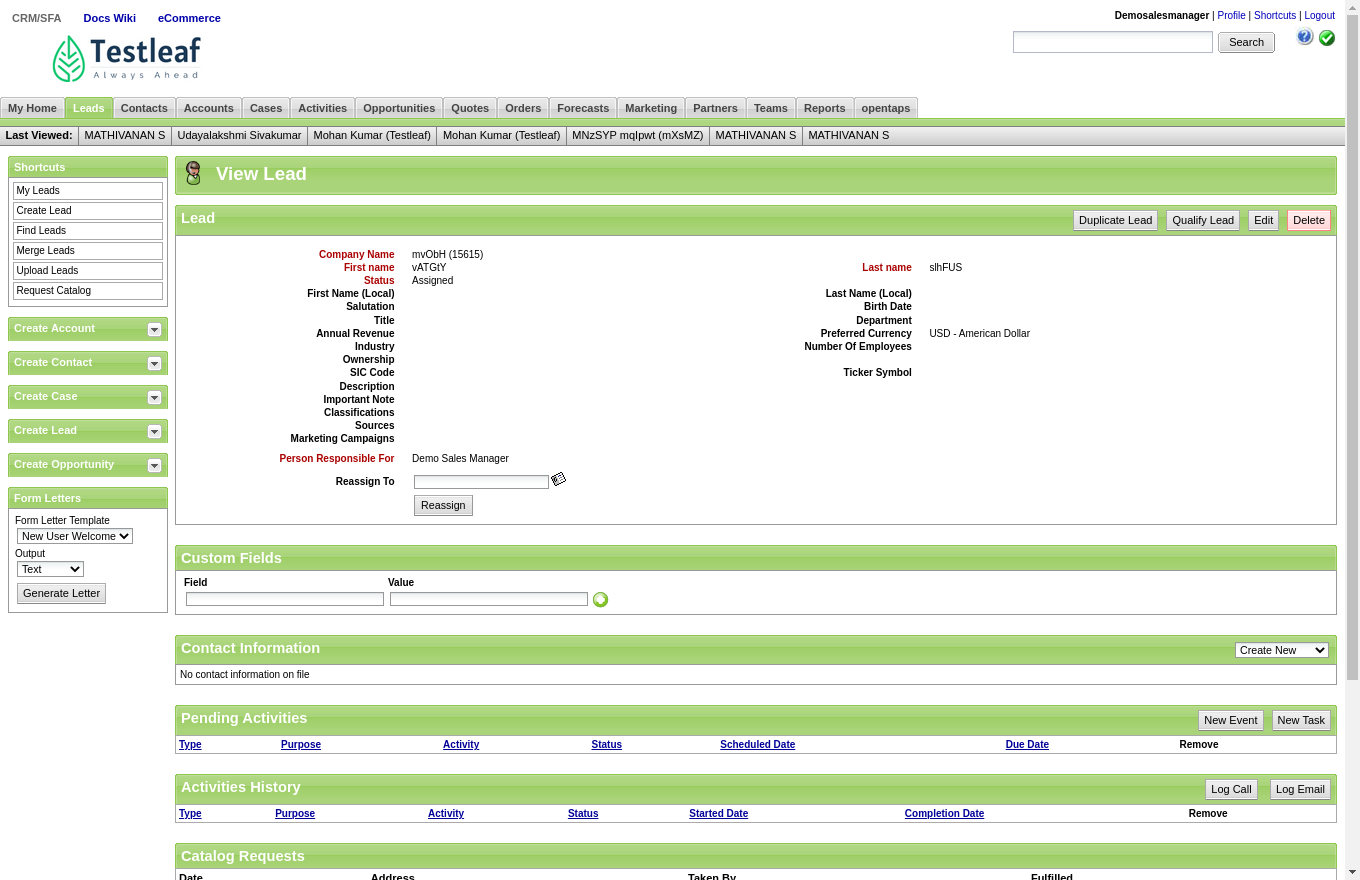 CRM/SFA Docs Wiki eCommerce
Demosalesmanager | Profile | Shortcuts | Logout
Testleaf
Always Ahead
Search
My Home Leads Contacts Accounts Cases Activities Opportunities Quotes Orders Forecasts Marketing Partners Teams Reports opentaps
Last Viewed: MATHIVANAN S Udayalakshmi Sivakumar Mohan Kumar (Testleaf) Mohan Kumar (Testleaf) MNzSYP mqIpwt (mXsMZ) MATHIVANAN S MATHIVANAN S
Shortcuts
My Leads
Create Lead
Find Leads
Merge Leads
Upload Leads
Request Catalog
Create Account
Create Contact
Create Case
Create Lead
Create Opportunity
Form Letters
Form Letter Template
New User Welcome
Output
Text
Generate Letter
View Lead
Lead Duplicate Lead Qualify Lead Edit Delete
Company Name mvObH (15615)
First name vATGtY Last name slhFUS
Status Assigned
First Name (Local) Last Name (Local)
Salutation Birth Date
Title Department
Annual Revenue Preferred Currency USD - American Dollar
Industry Number Of Employees
Ownership
SIC Code Ticker Symbol
Description
Important Note
Classifications
Sources
Marketing Campaigns
Person Responsible For Demo Sales Manager
Reassign To
Reassign
Custom Fields
Field Value
Contact Information Create New
No contact information on file
Pending Activities New Event New Task
Type Purpose Activity Status Scheduled Date Due Date Remove
Activities History Log Call Log Email
Type Purpose Activity Status Started Date Completion Date Remove
Catalog Requests
Date Address Taken By Fulfilled